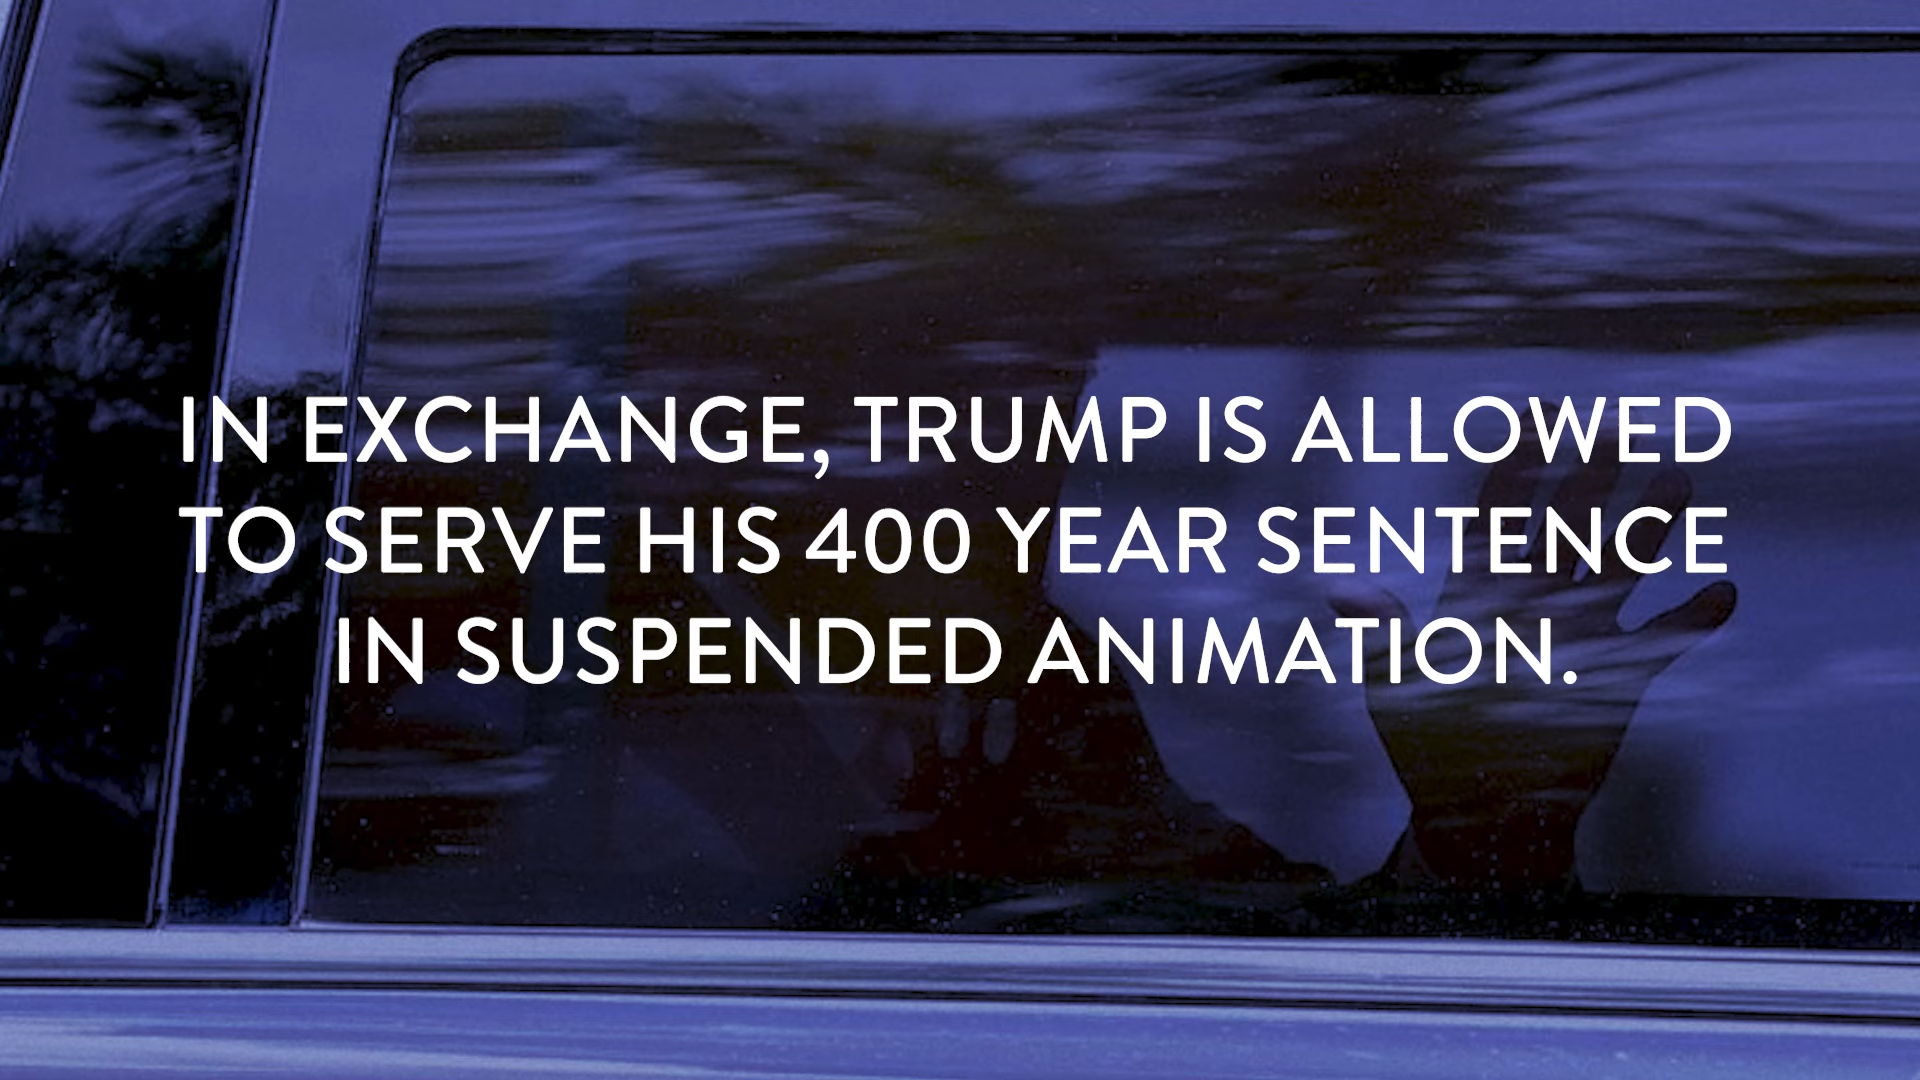 IN EXCHANGE, TRUMP IS ALLOWED
TO SERVE HIS 400 YEAR SENTENCE
IN SUSPENDED ANIMATION.